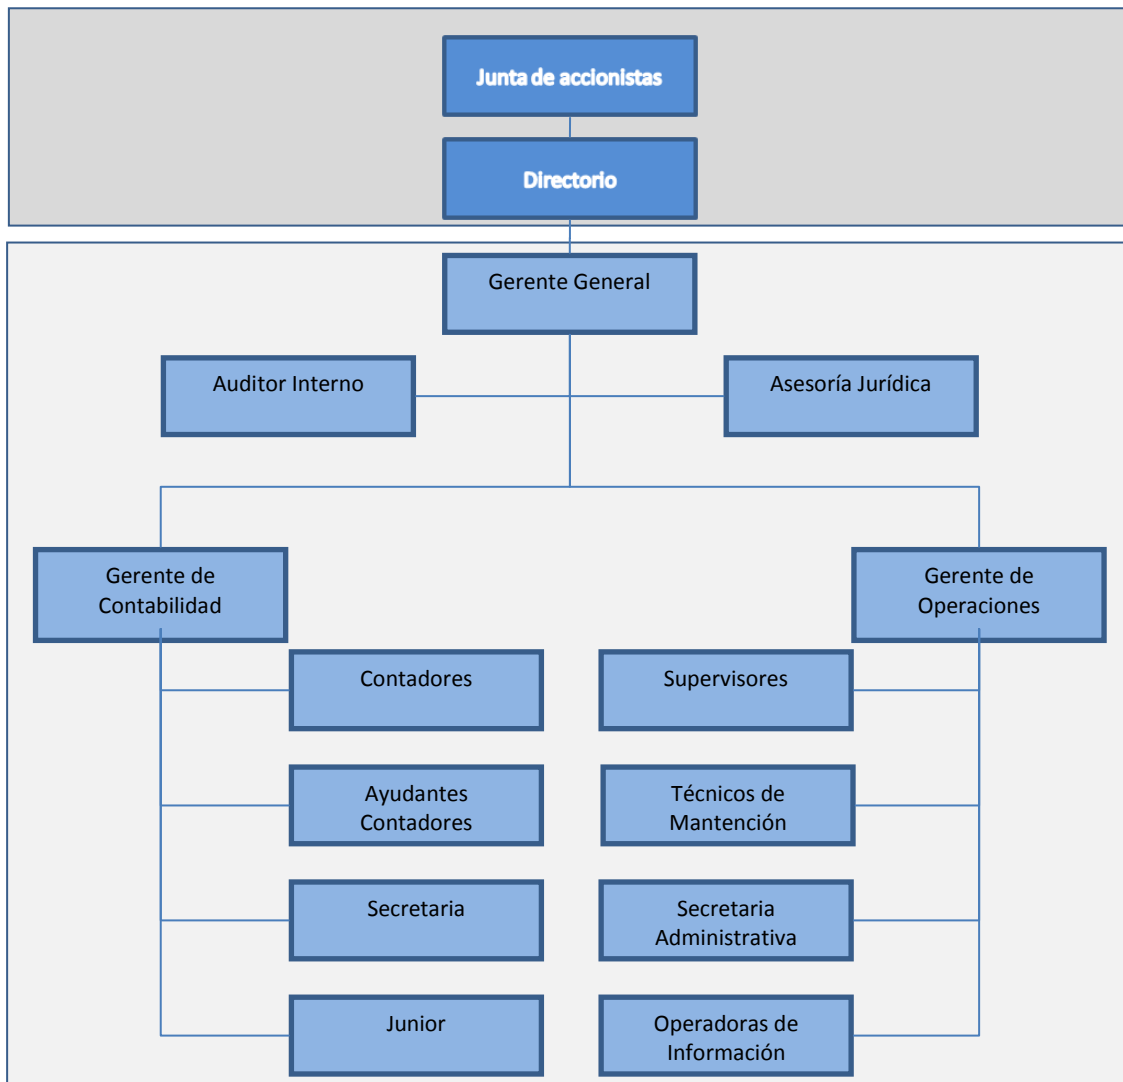 Junta de accionistas
Directorio
Gerente General
Auditor Interno
Asesoría Jurídica
Gerente de
Contabilidad
Gerente de
Operaciones
Contadores
Supervisores
Ayudantes
Contadores
Técnicos de
Mantención
Secretaria
Secretaria
Administrativa
Junior
Operadoras de
Información